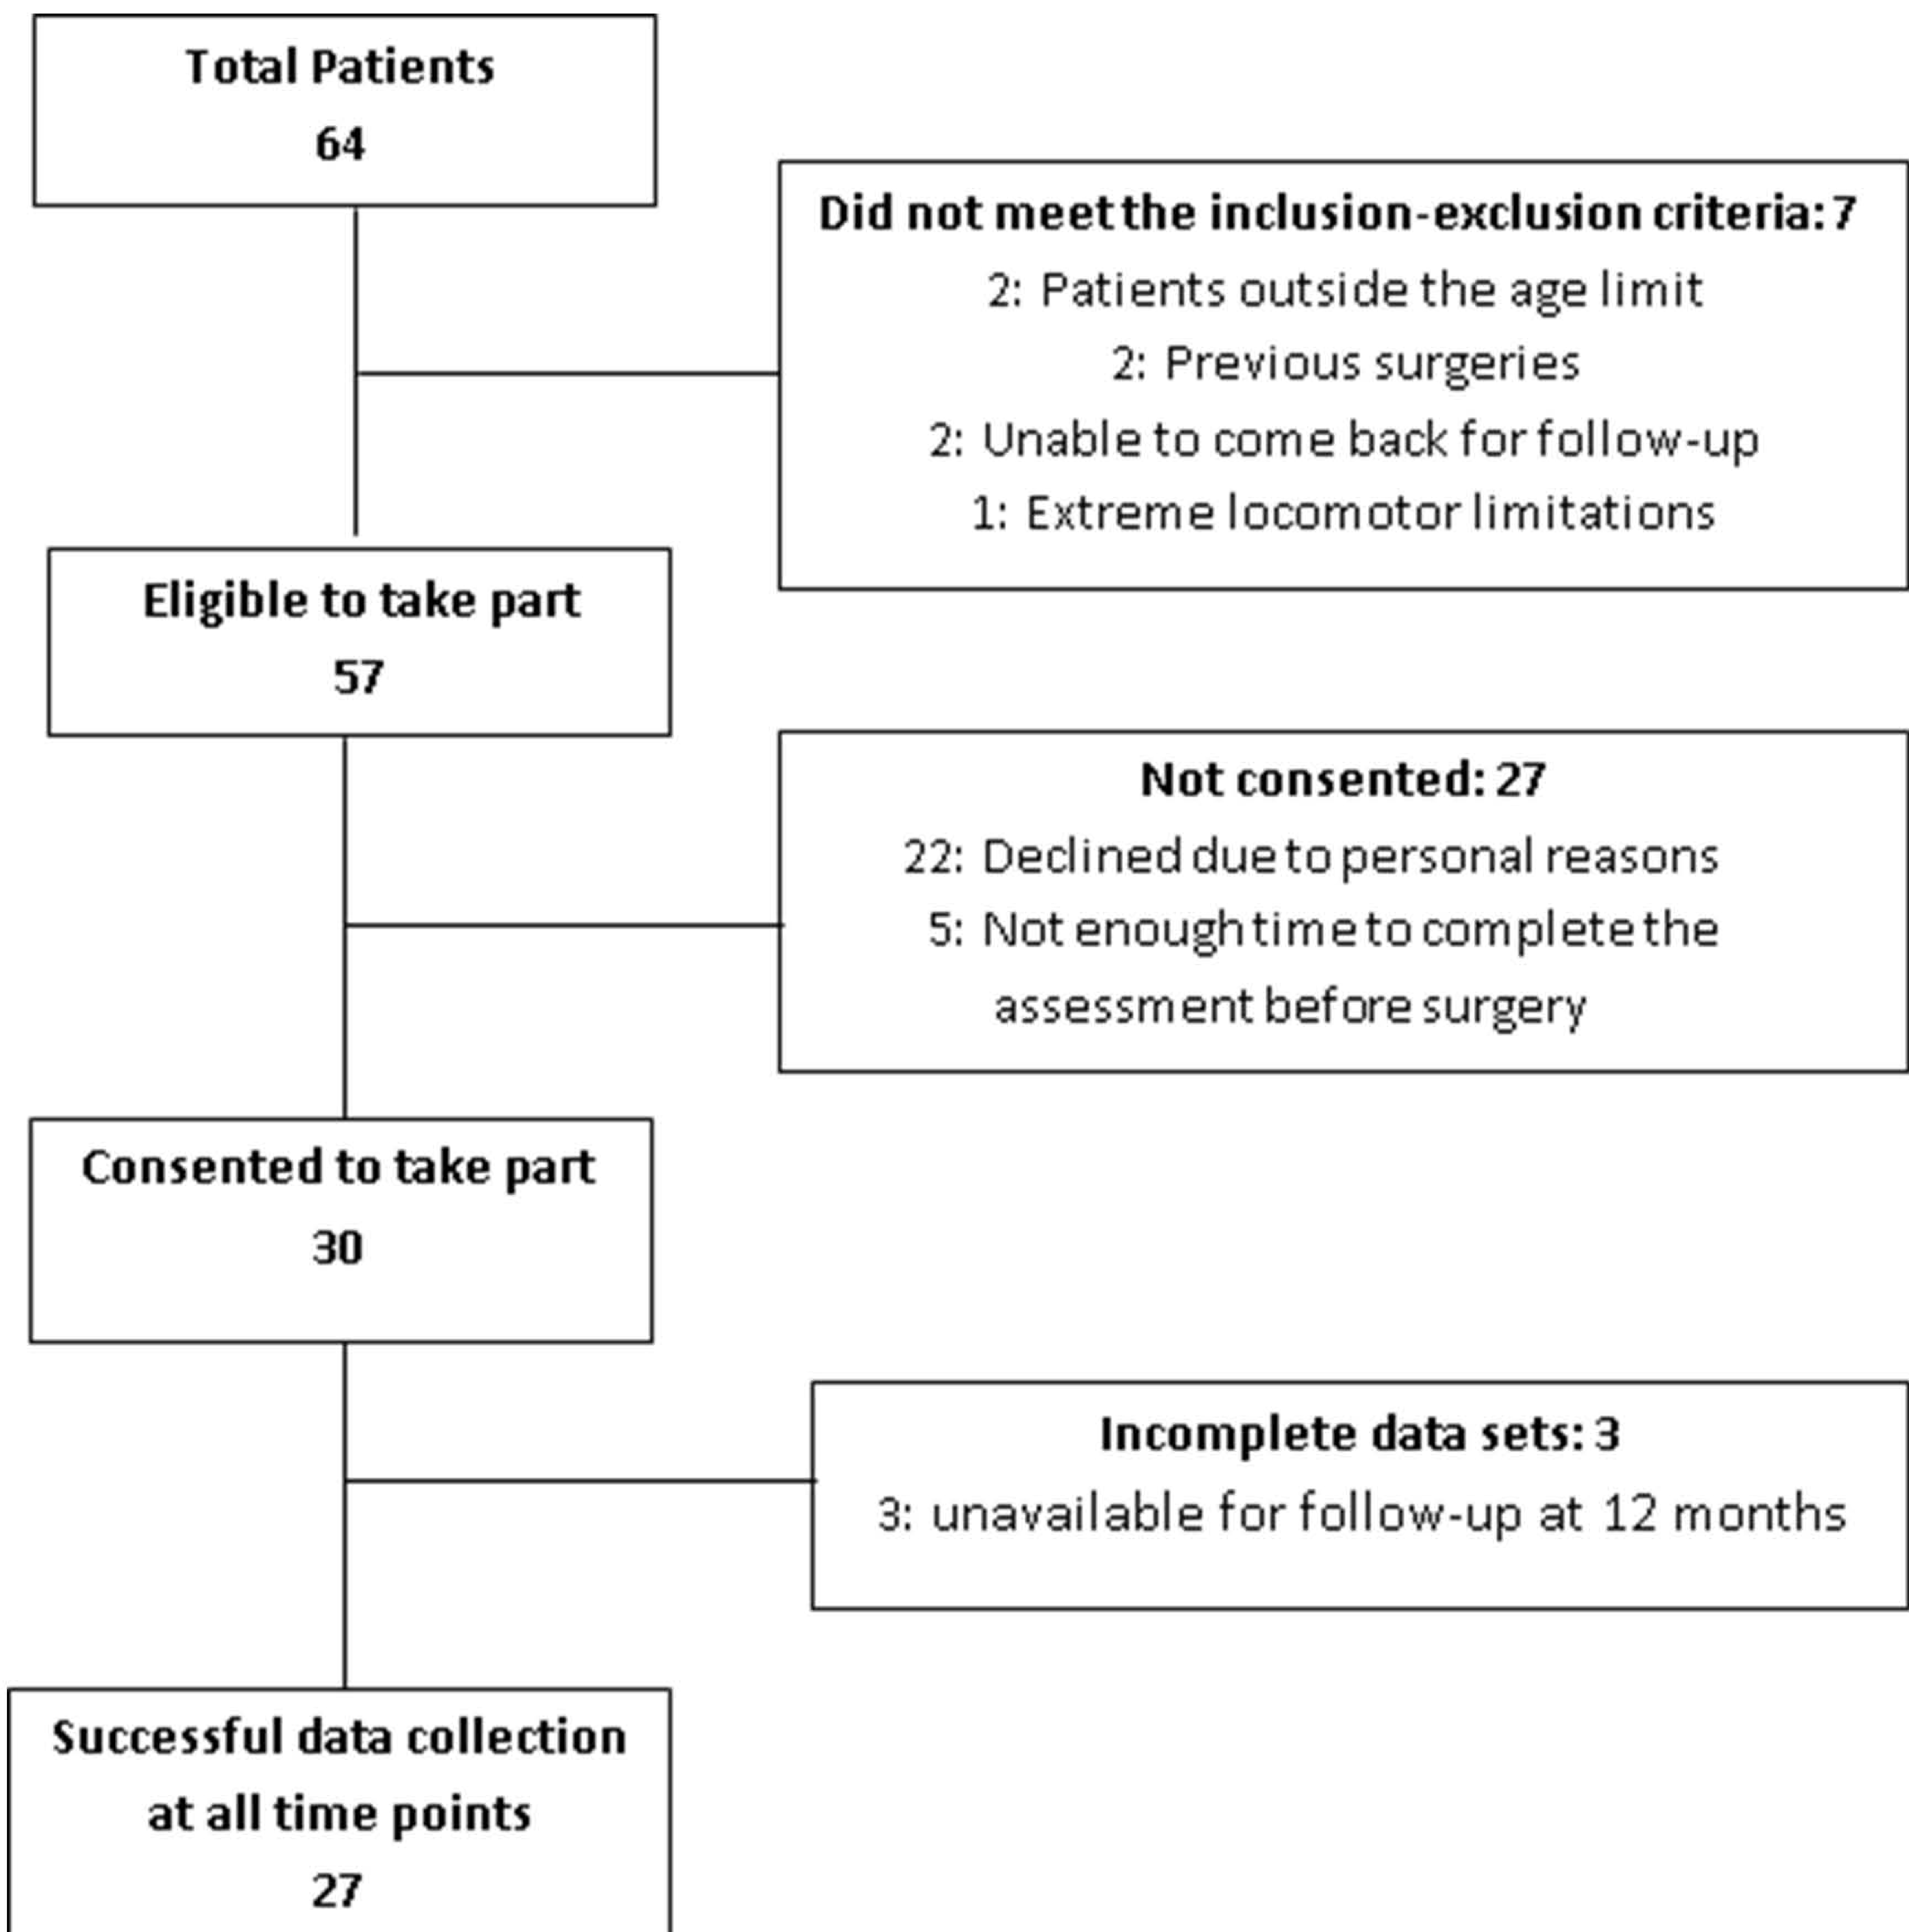 Total Patients
64
Did not meet the inclusion-exclusion criteria: 7
2: Patients outside the age limit
2: Previous surgeries
2: Unable to come back for follow-up
1: Extreme locomotor limitations
Eligible to take part
57
Not consented: 27
22: Declined due to personal reasons
5: Not enough time to complete the
assessment before surgery
Consented to take part
30
Incomplete data sets: 3
3: unavailable for follow-up at 12 months
Successful data collection
at all time points
27